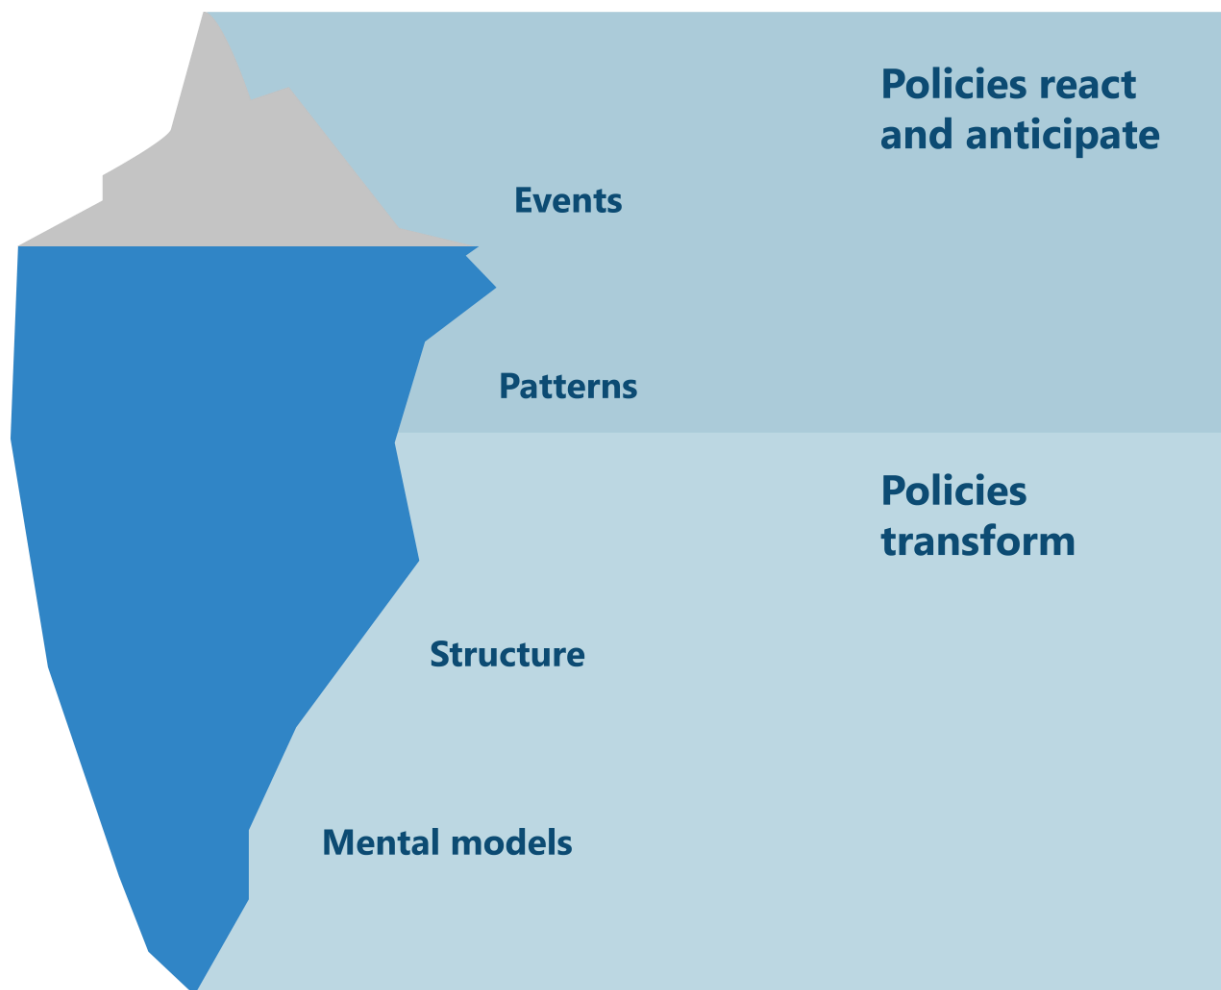 Policies react
and anticipate
Events
Patterns
Policies
transform
Structure
Mental models